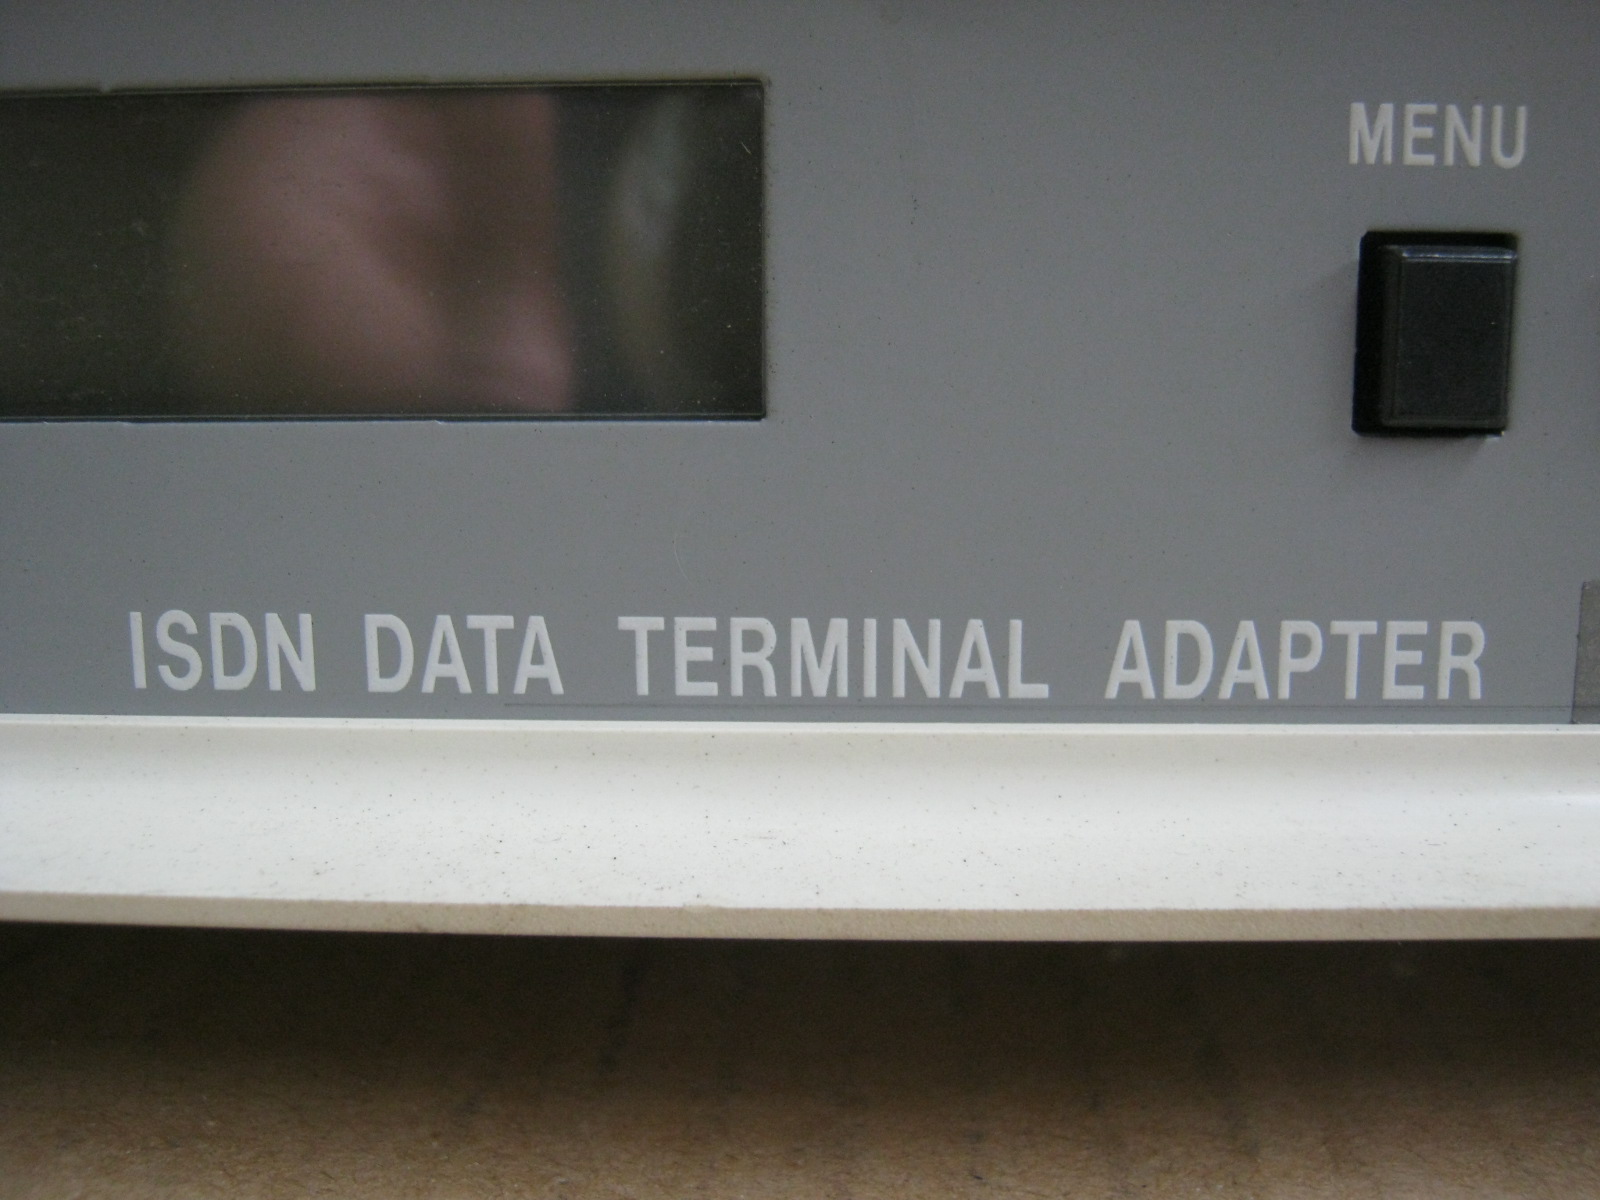 MENU
ISDN DATA TERMINAL ADAPTER